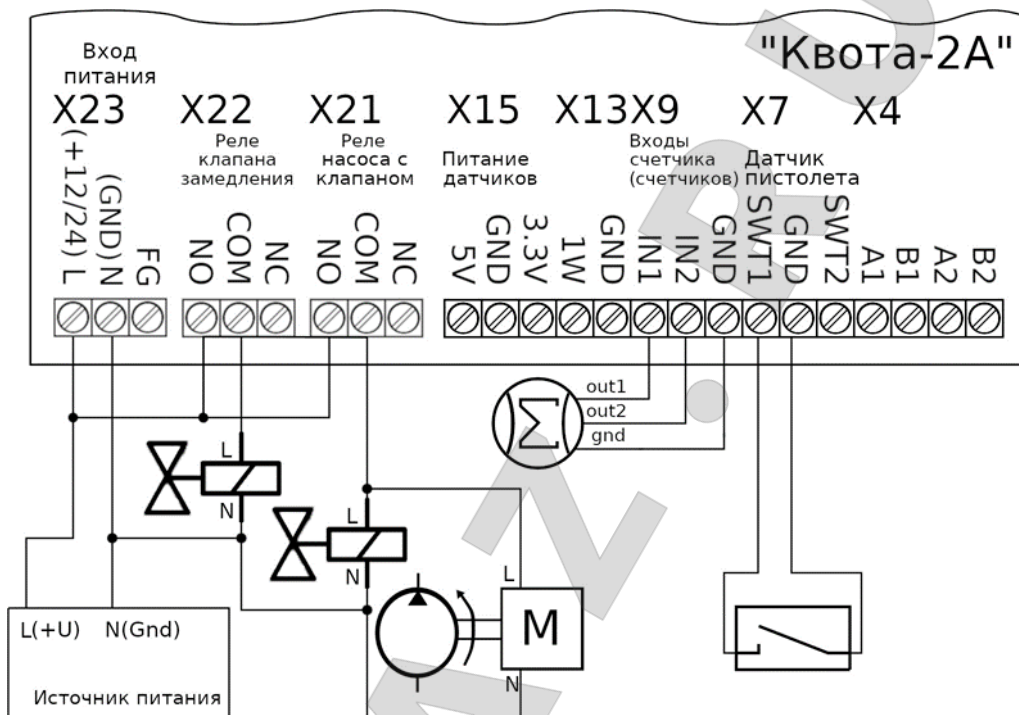 "Квота-2А"
Вход
питания
X23
X22
X21
X15
X13
X9
X7
X4
Реле
клапана
замедления
Реле
насоса с
клапаном
Питание
датчиков
Входы
счетчика
(счетчиков)
Датчик
пистолета
(+12/24) L
(GND) N
FG
NO
COM
NC
NO
COM
NC
5V
GND
3.3V
1W
GND
IN1
IN2
GND
SWT1
GND
SWT2
A1
B1
A2
B2
out1
out2
gnd
Σ
L
N
L
N
L
M
N
L(+U)
N(Gnd)
Источник питания